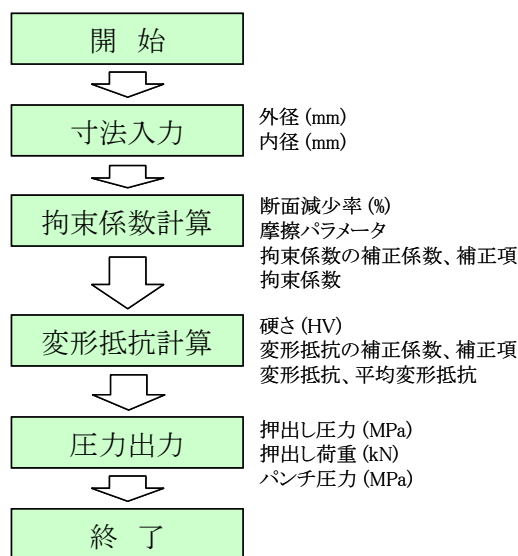 開 始
寸法入力
外径 (mm)
内径 (mm)
拘束係数計算
断面減少率 (%)
摩擦パラメータ
拘束係数の補正係数、補正項
拘束係数
変形抵抗計算
硬さ (HV)
変形抵抗の補正係数、補正項
変形抵抗、平均変形抵抗
圧力出力
押出し圧力 (MPa)
押出し荷重 (kN)
パンチ圧力 (MPa)
終 了